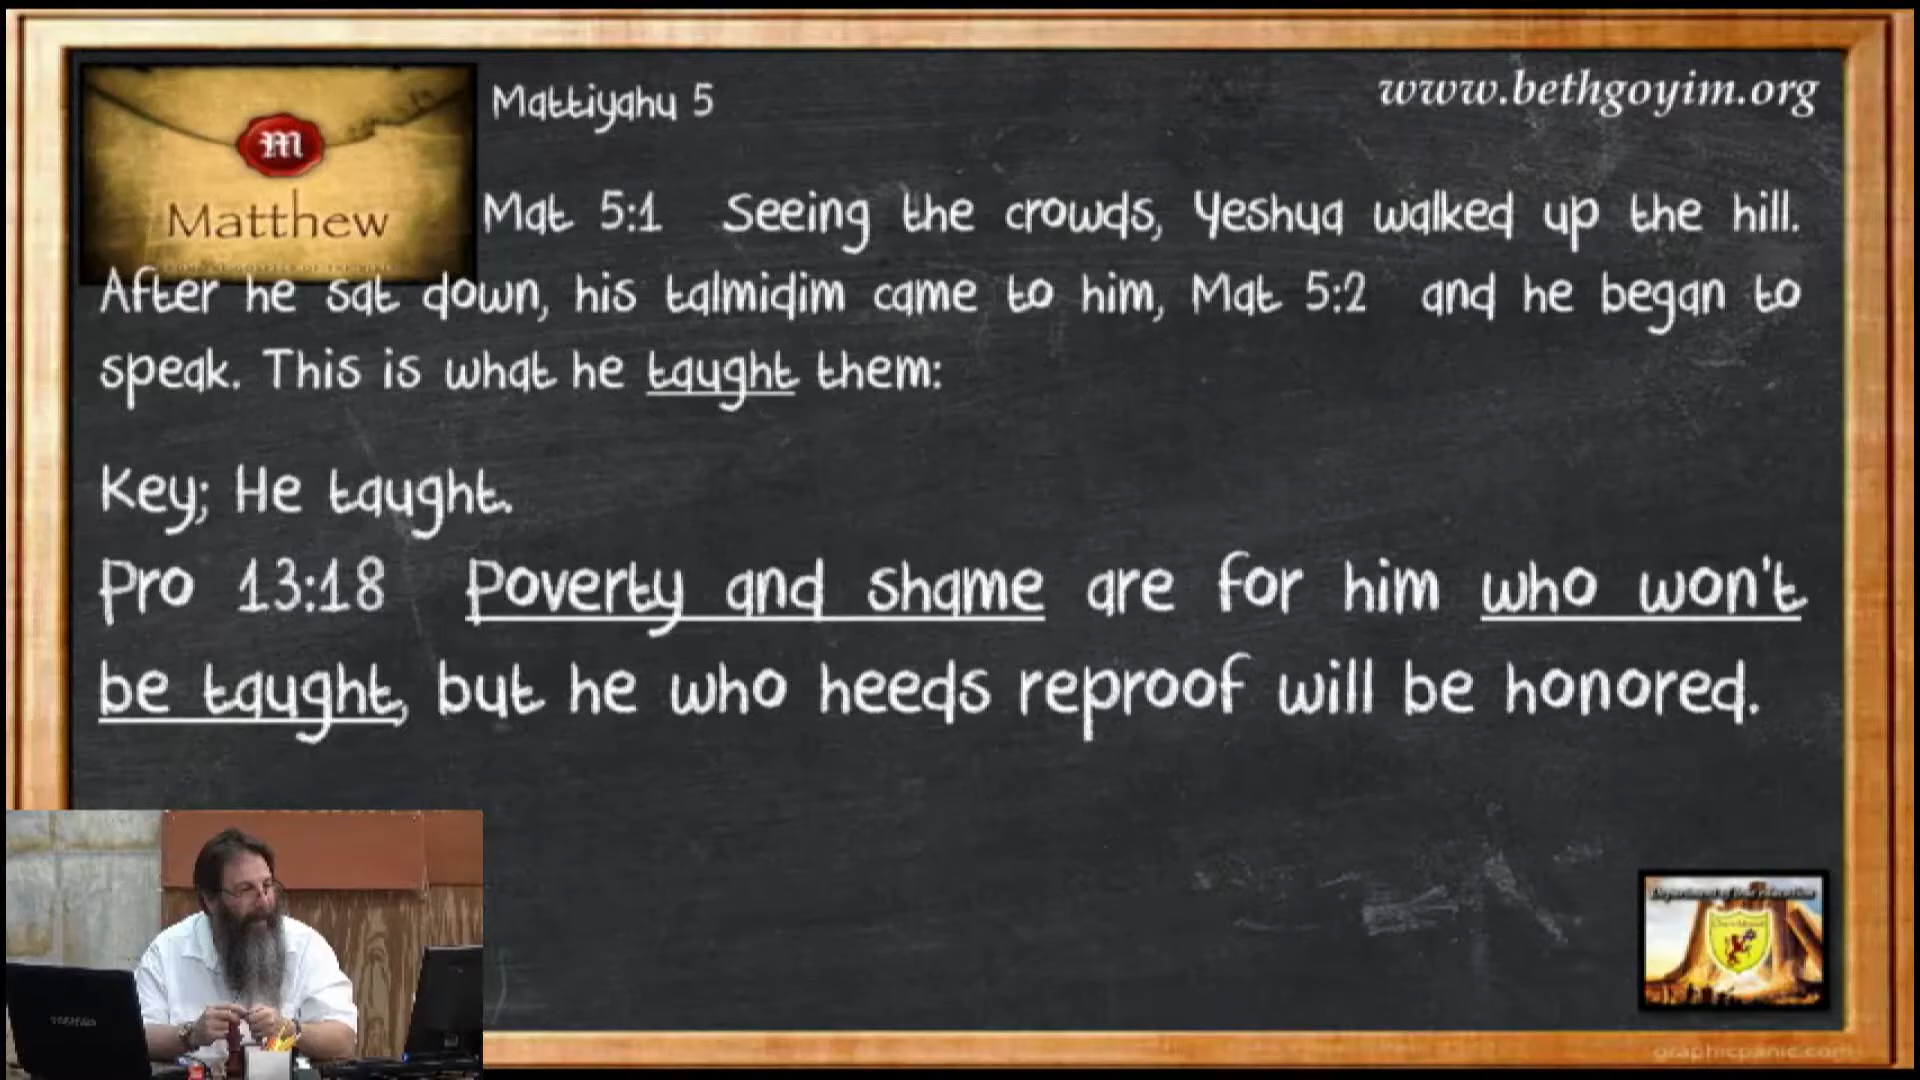 Mattiyahu 5
www.bethgoyim.org
M
Matthew
Mat 5:1 Seeing the crowds, Yeshua walked up the hill.
After he sat down, his talmidim came to him, Mat 5:2 and he began to
speak. This is what he taught them:
Key; He taught.
Pro 13:18 Poverty and shame are for him who won't
be taught, but he who heeds reproof will be honored.
TOSHIBA
graphicpanic.com